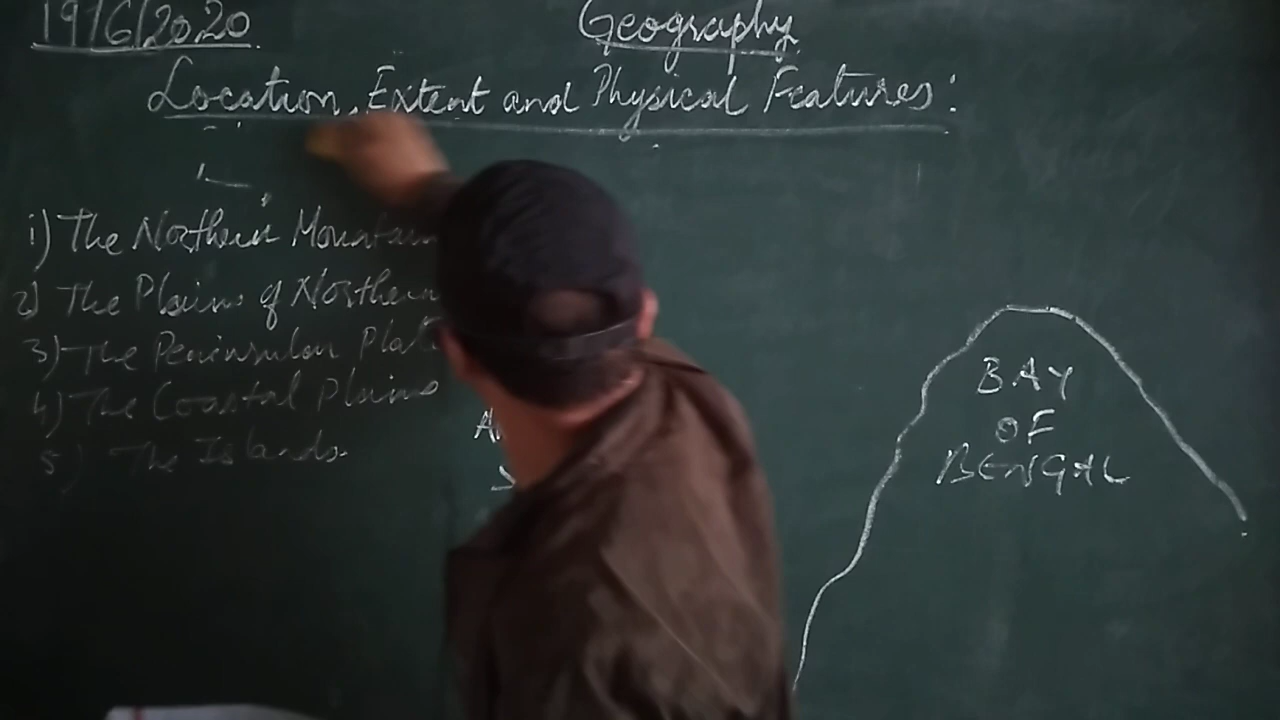 19/6/2020
Geography
Location, Extent and Physical Features:
1) The Northern Mountain
2) The Plains of Northern
3) The Peninsular Plat
4) The Coastal Plains
5) The Islands.
A
S
BAY
OF
BENGAL